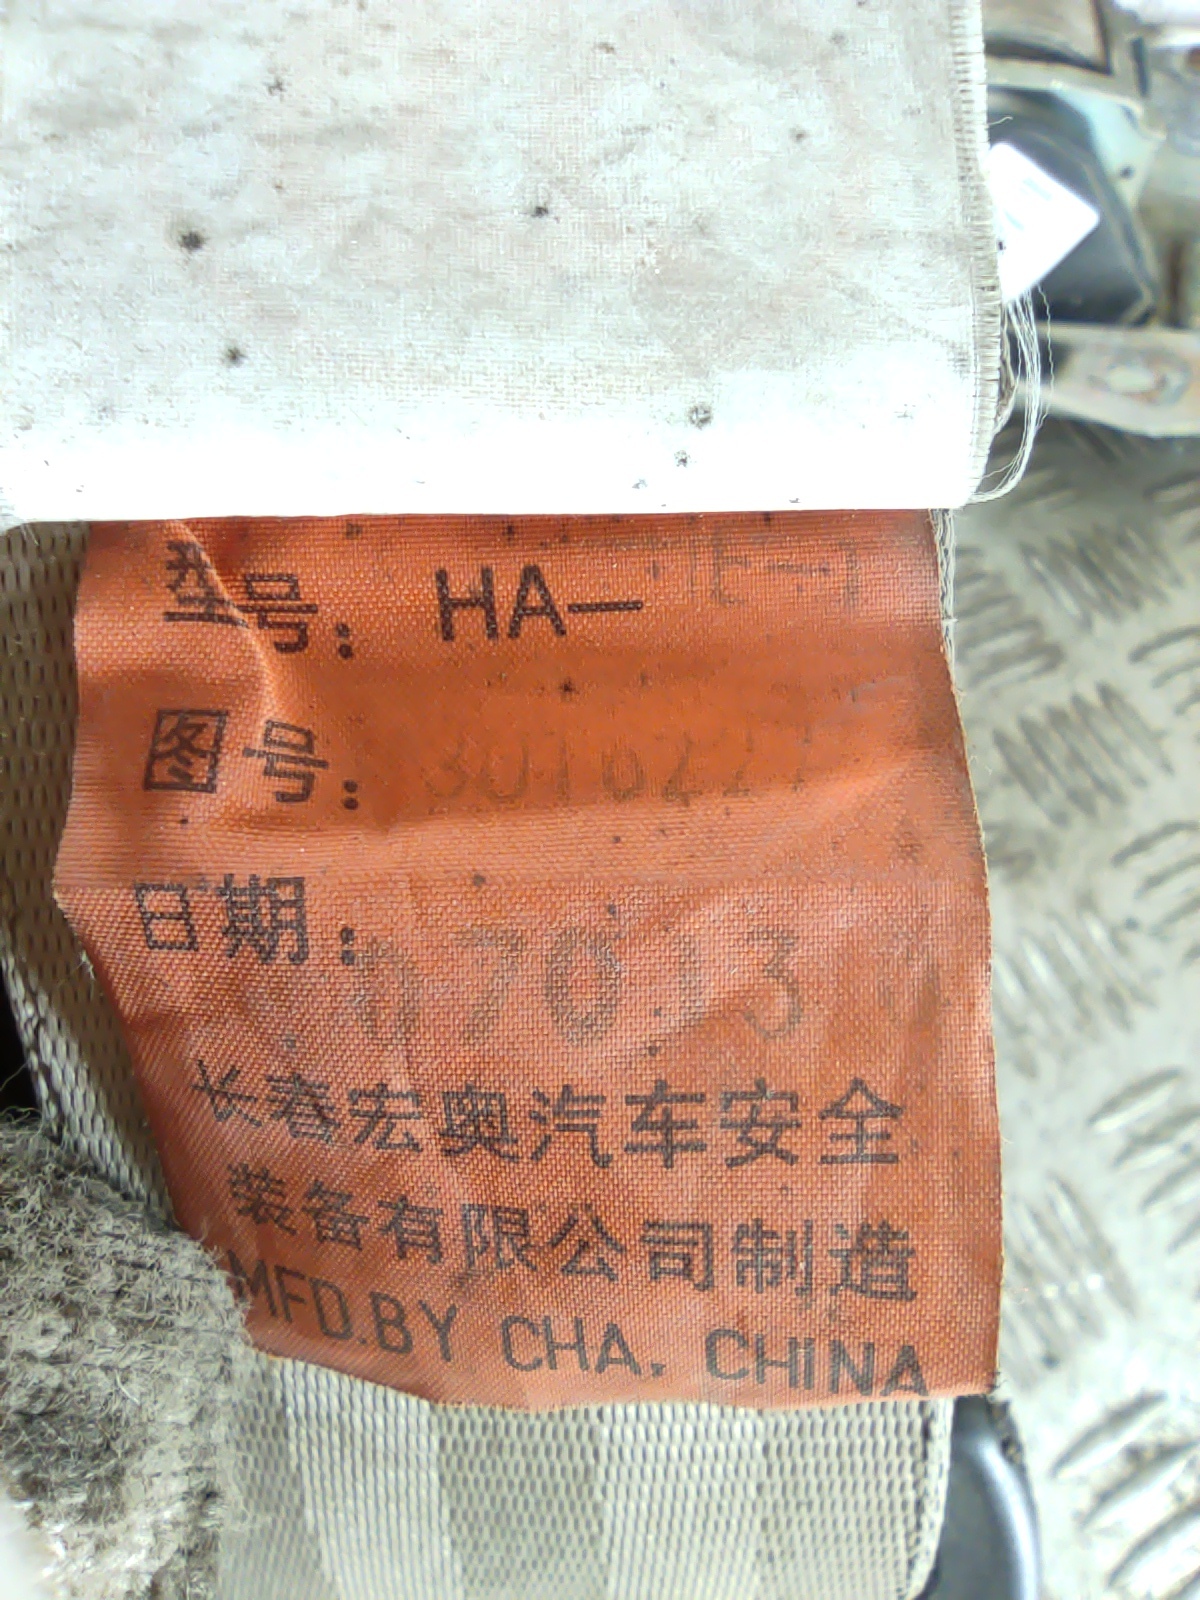 型号：HA—
图号：
日期：
长春宏奥汽车安全
装备有限公司制造
MFD.BY CHA. CHINA